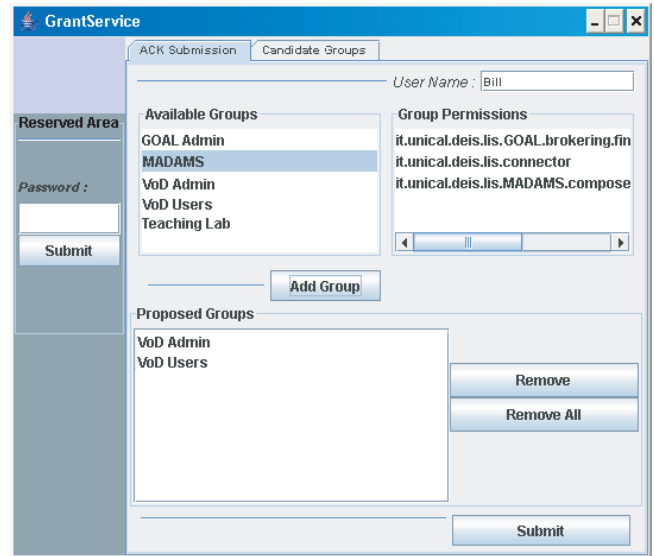 GrantService
ACK Submission
Candidate Groups
User Name : Bill
Reserved Area
Password :
Submit
Available Groups
GOAL Admin
MADAMS
VoD Admin
VoD Users
Teaching Lab
Group Permissions
it.unical.deis.lis.GOAL.brokering.fin
it.unical.deis.lis.connector
it.unical.deis.lis.MADAMS.compose
Add Group
Proposed Groups
VoD Admin
VoD Users
Remove
Remove All
Submit